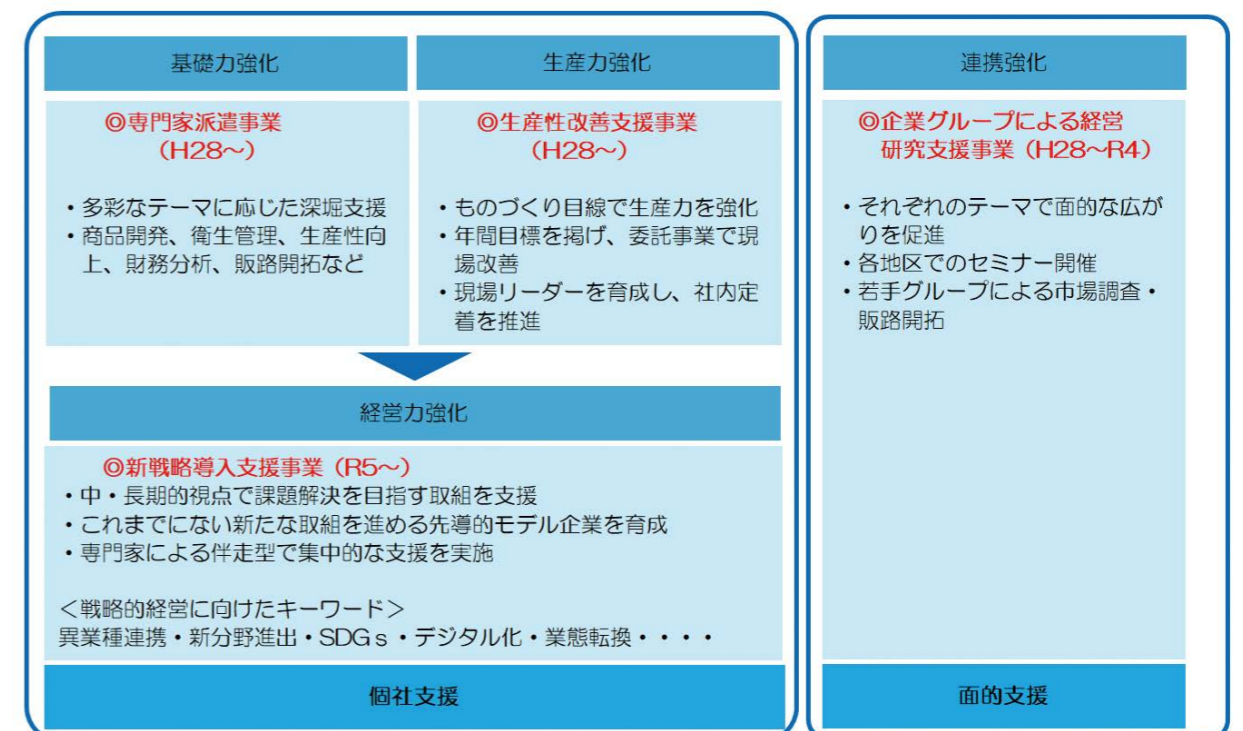 基礎力強化
◎専門家派遣事業
（H28～）
・多彩なテーマに応じた深堀支援
・商品開発、衛生管理、生産性向
上、財務分析、販路開拓など
生産力強化
◎生産性改善支援事業
（H28～）
・ものづくり目線で生産力を強化
・年間目標を掲げ、委託事業で現
場改善
・現場リーダーを育成し、社内定
着を推進
経営力強化
◎新戦略導入支援事業（R5～）
・中・長期的視点で課題解決を目指す取組を支援
・これまでにない新たな取組を進める先導的モデル企業を育成
・専門家による伴走型で集中的な支援を実施
＜戦略的経営に向けたキーワード＞
異業種連携・新分野進出・SDGｓ・デジタル化・業態転換・・・・
個社支援
連携強化
◎企業グループによる経営
研究支援事業（H28～R4）
・それぞれのテーマで面的な広が
りを促進
・各地区でのセミナー開催
・若手グループによる市場調査・
販路開拓
面的支援